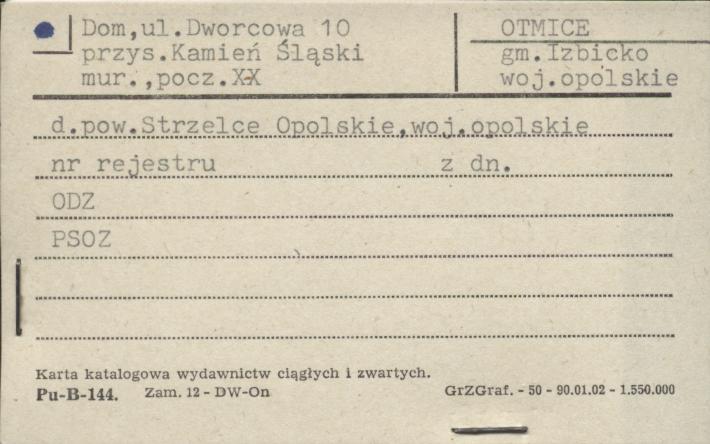 Dom,ul.Dworcowa 10
przys.Kamień Śląski
mur.,pocz.XX
OTMICE
gm.Izbicko
woj.opolskie
d.pow.Strzelce Opolskie,woj.opolskie
nr rejestru z dn.
ODZ
PSOZ
Karta katalogowa wydawnictw ciągłych i zwartych.
Pu-B-144. Zam. 12 - DW-On GrZGraf. - 50 - 90.01.02 - 1.550.000